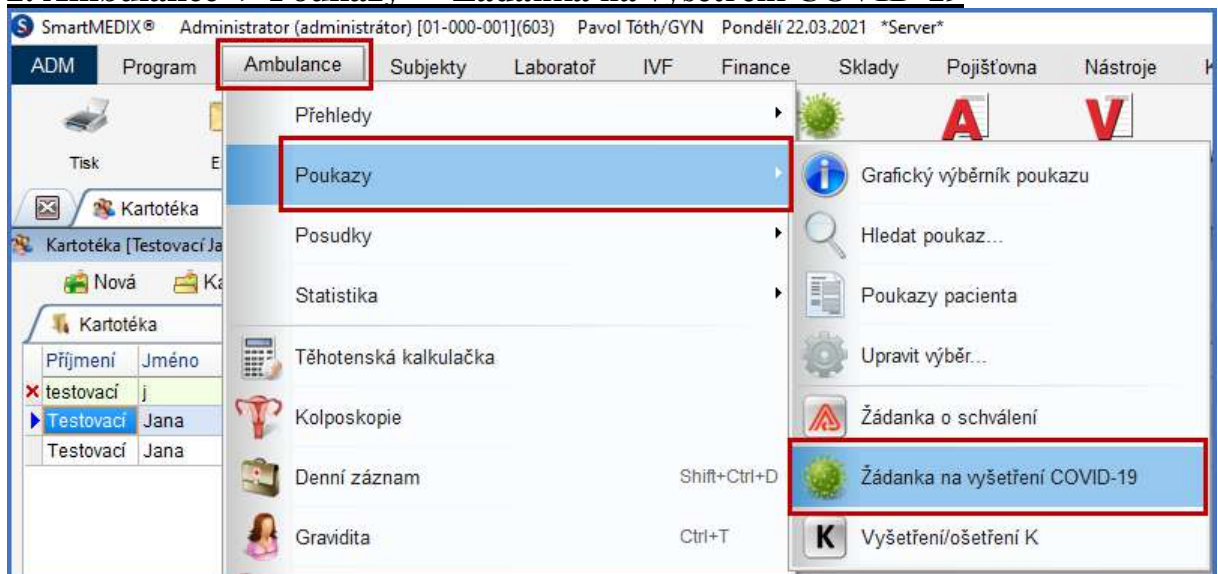 SmartMEDIX® Administrator (administrátor) [01-000-001](603) Pavol Tóth/GYN Pondělí 22.03.2021 *Server*
ADM Program Ambulance Subjekty Laboratoř IVF Finance Sklady Pojišťovna Nástroje
Tisk
Přehledy
Poukazy
Posudky
Statistika
Těhotenská kalkulačka
Kolposkopie
Denní záznam Shift+Ctrl+D
Gravidita Ctrl+T
Grafický výběrník poukazu
Hledat poukaz...
Poukazy pacienta
Upravit výběr...
Žádanka o schválení
Žádanka na vyšetření COVID-19
K Vyšetření/ošetření K
A V
Kartotéka
Kartotéka [Testovací Ja
Nová Ka
Kartotéka
Příjmení Jméno
testovací j
Testovací Jana
Testovací Jana